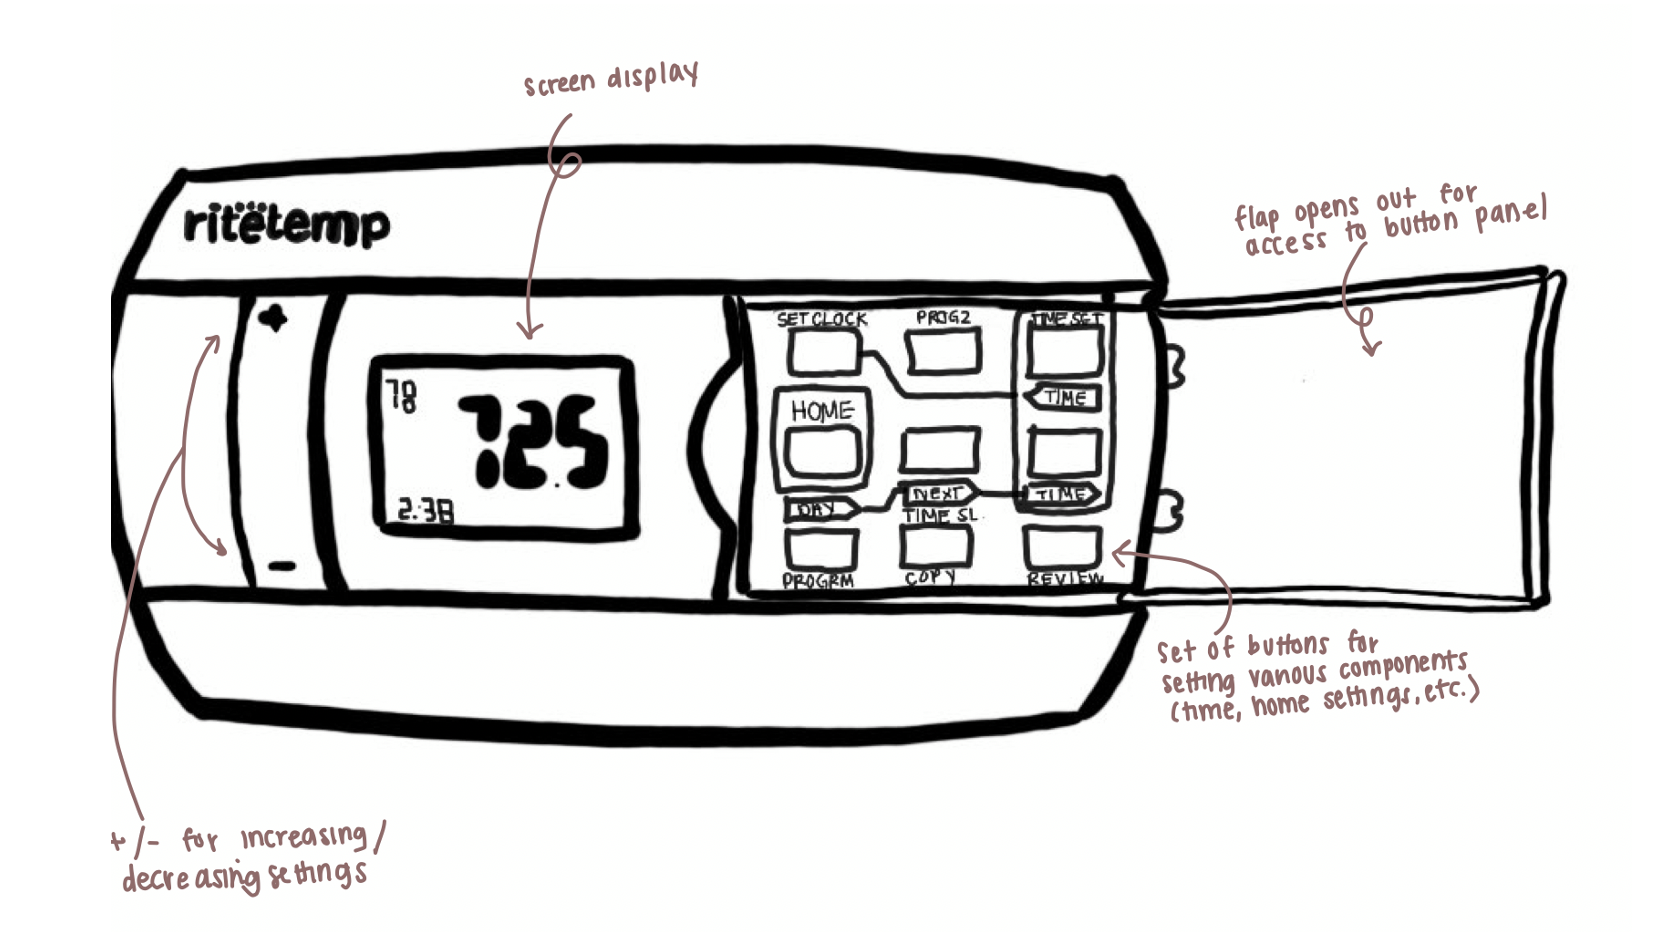 screen display
flap opens out for
access to button panel
ritetemp
+
-
78
72.5
2:38
SET CLOCK
PROG2
TIME SET
TIME
HOME
DAY
NEXT
TIME
TIME SL.
PROGRM
COPY
REVIEW
set of buttons for
setting various components
(time, home settings, etc.)
+/- for increasing/
decreasing settings